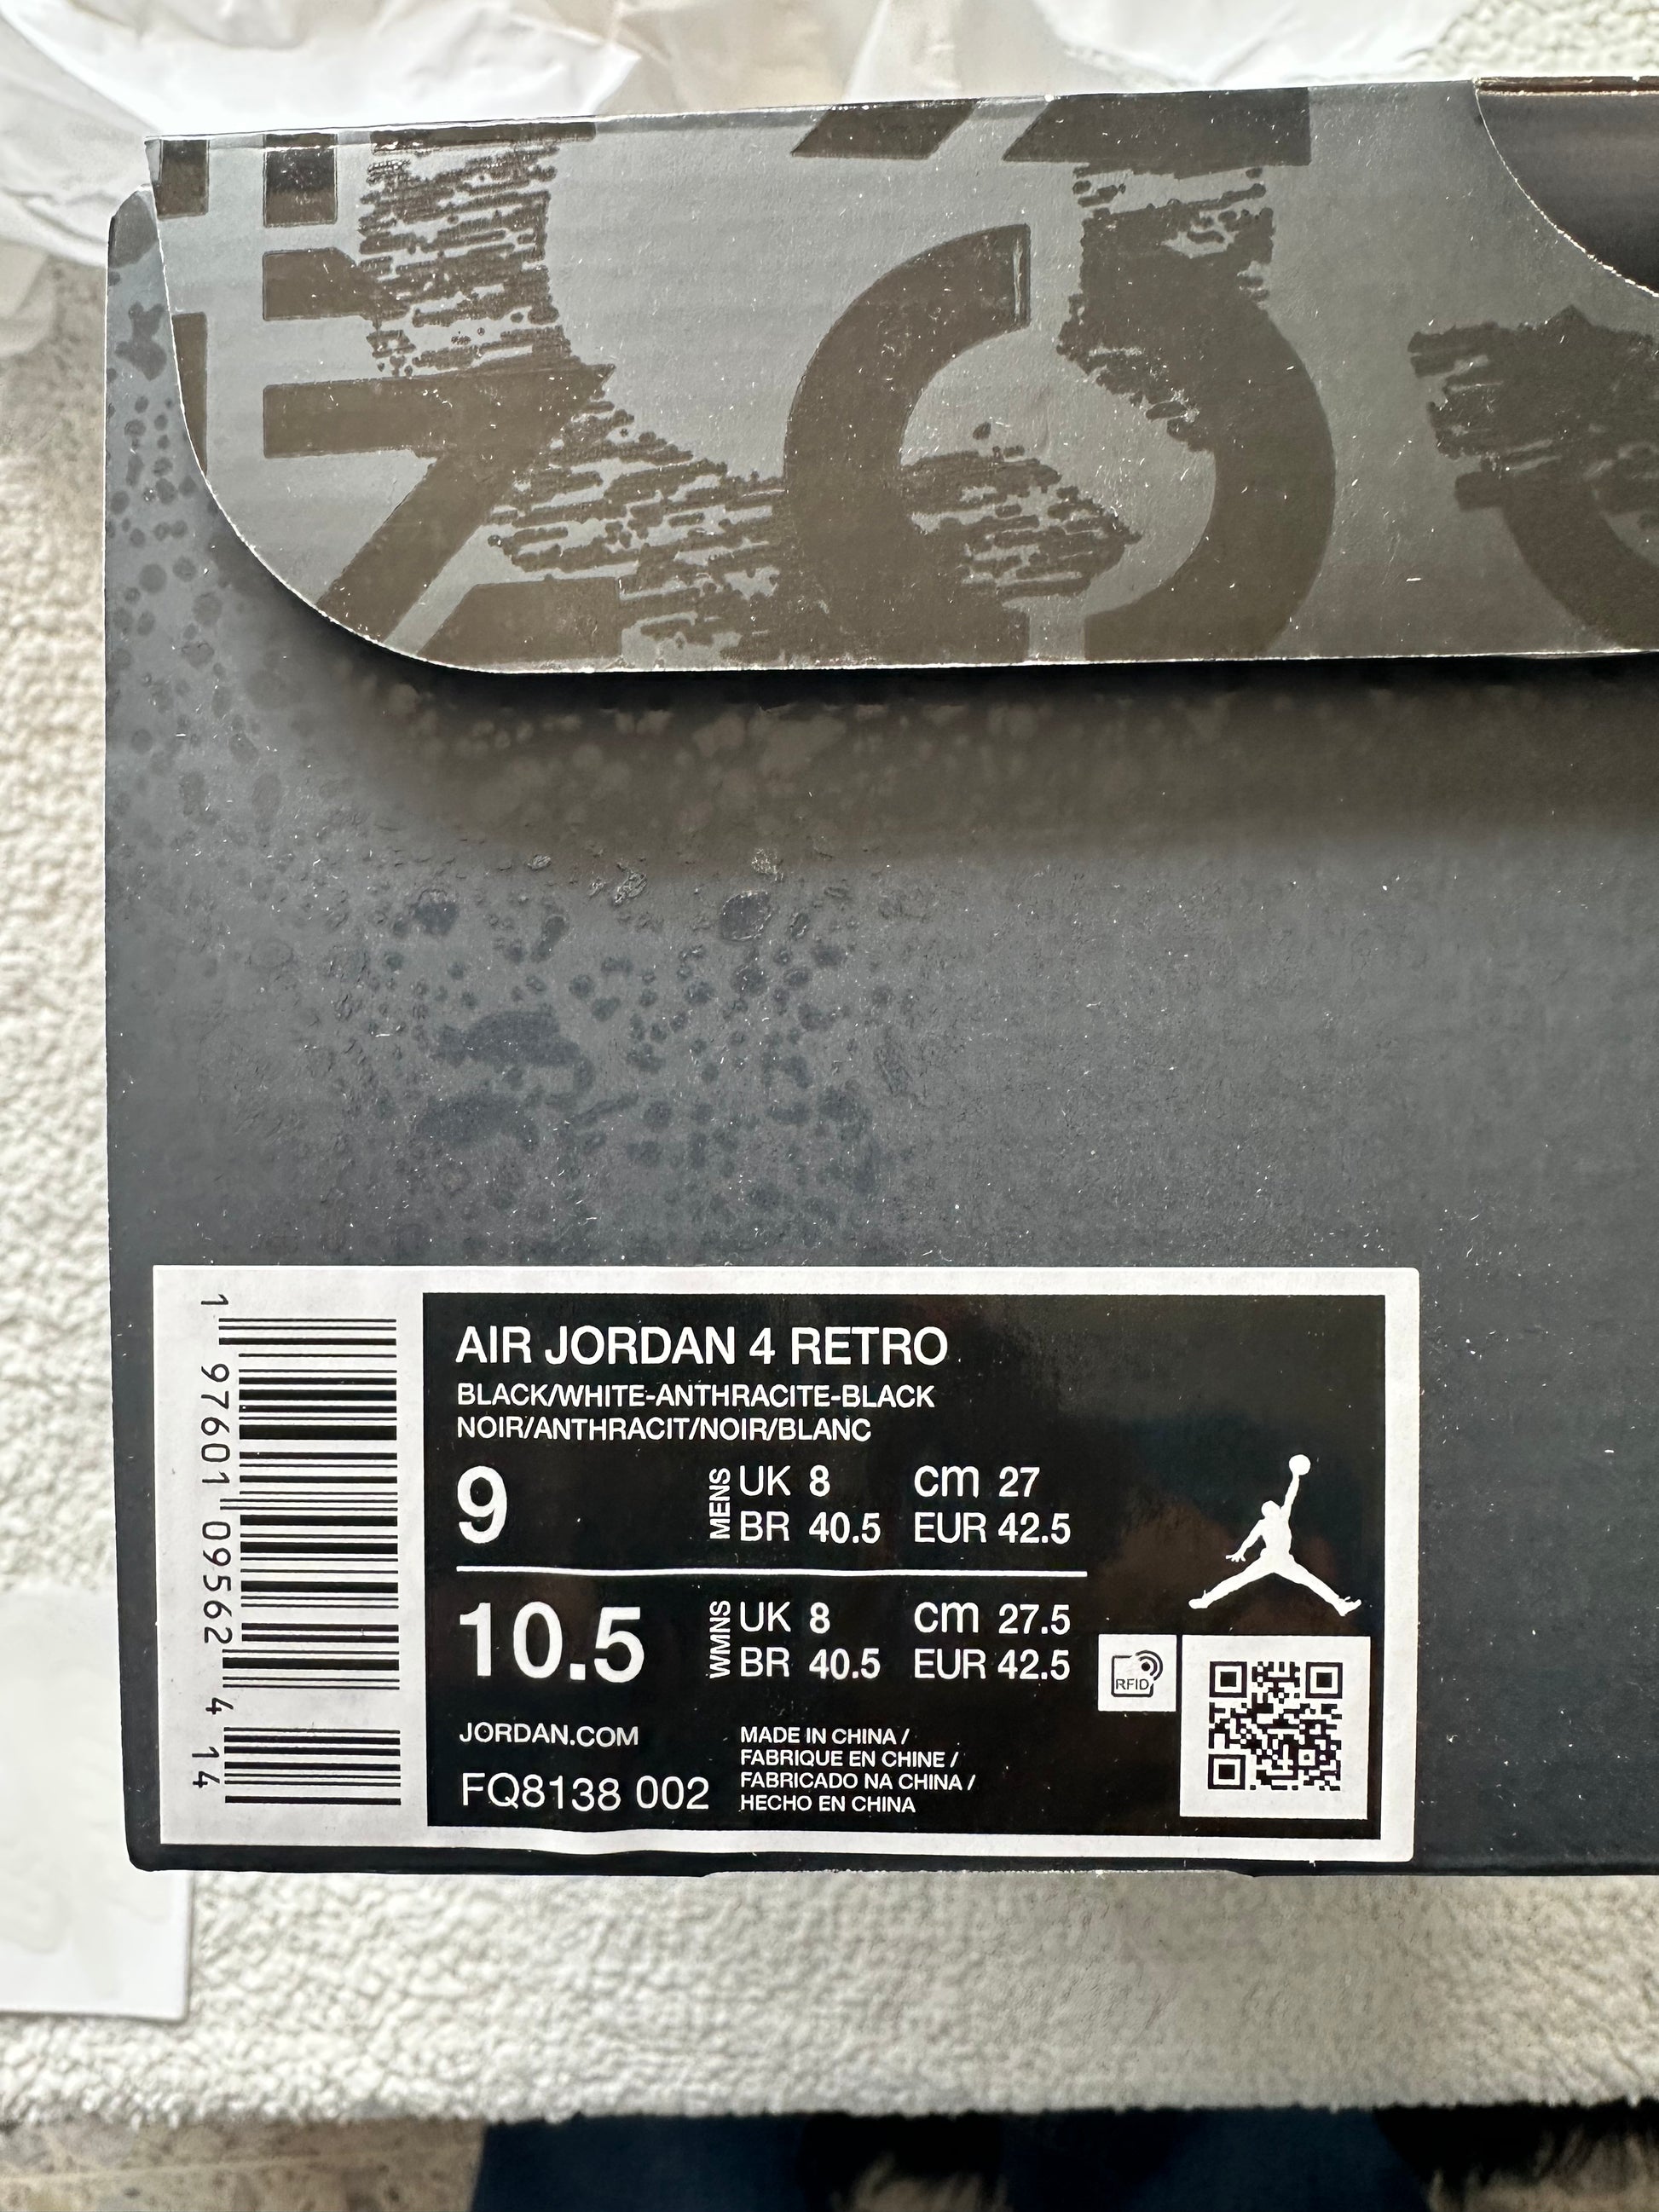 AIR JORDAN 4 RETRO
BLACK/WHITE-ANTHRACITE-BLACK
NOIR/ANTHRACIT/NOIR/BLANC
9 MENS UK 8 cm 27
BR 40.5 EUR 42.5
10.5 WMNS UK 8 cm 27.5
BR 40.5 EUR 42.5
RFID
JORDAN.COM
FQ8138 002
MADE IN CHINA /
FABRIQUE EN CHINE /
FABRICADO NA CHINA /
HECHO EN CHINA
1 97601 09562 4 14